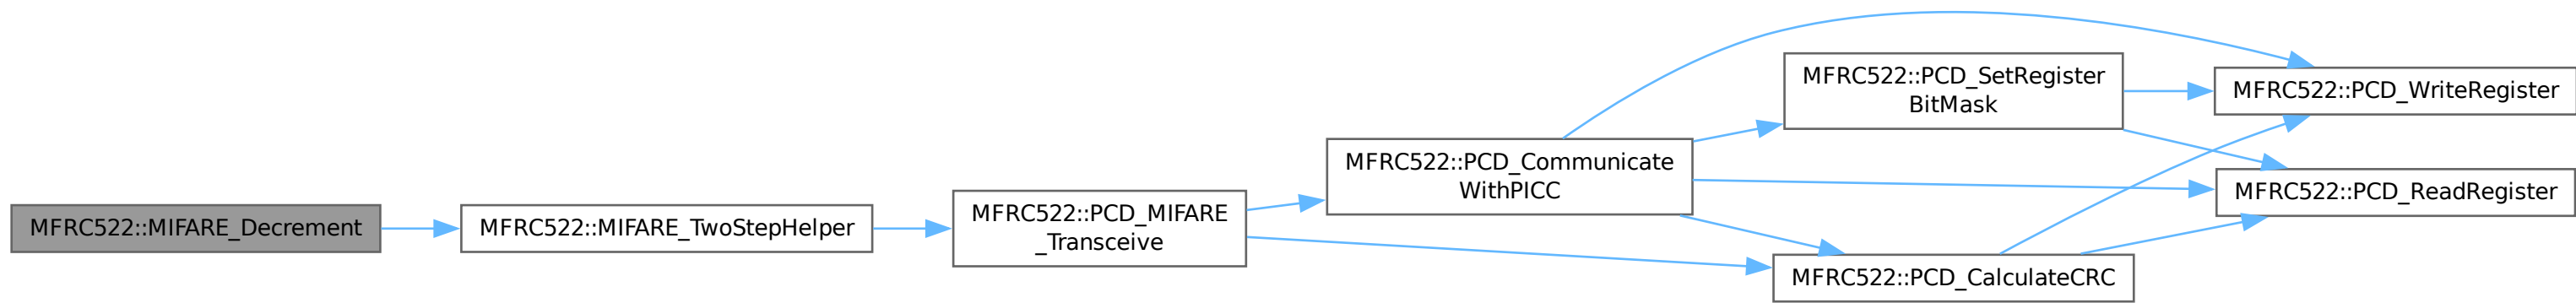 MFRC522::MIFARE_Decrement
MFRC522::MIFARE_TwoStepHelper
MFRC522::PCD_MIFARE
_Transceive
MFRC522::PCD_Communicate
WithPICC
MFRC522::PCD_SetRegister
BitMask
MFRC522::PCD_CalculateCRC
MFRC522::PCD_WriteRegister
MFRC522::PCD_ReadRegister